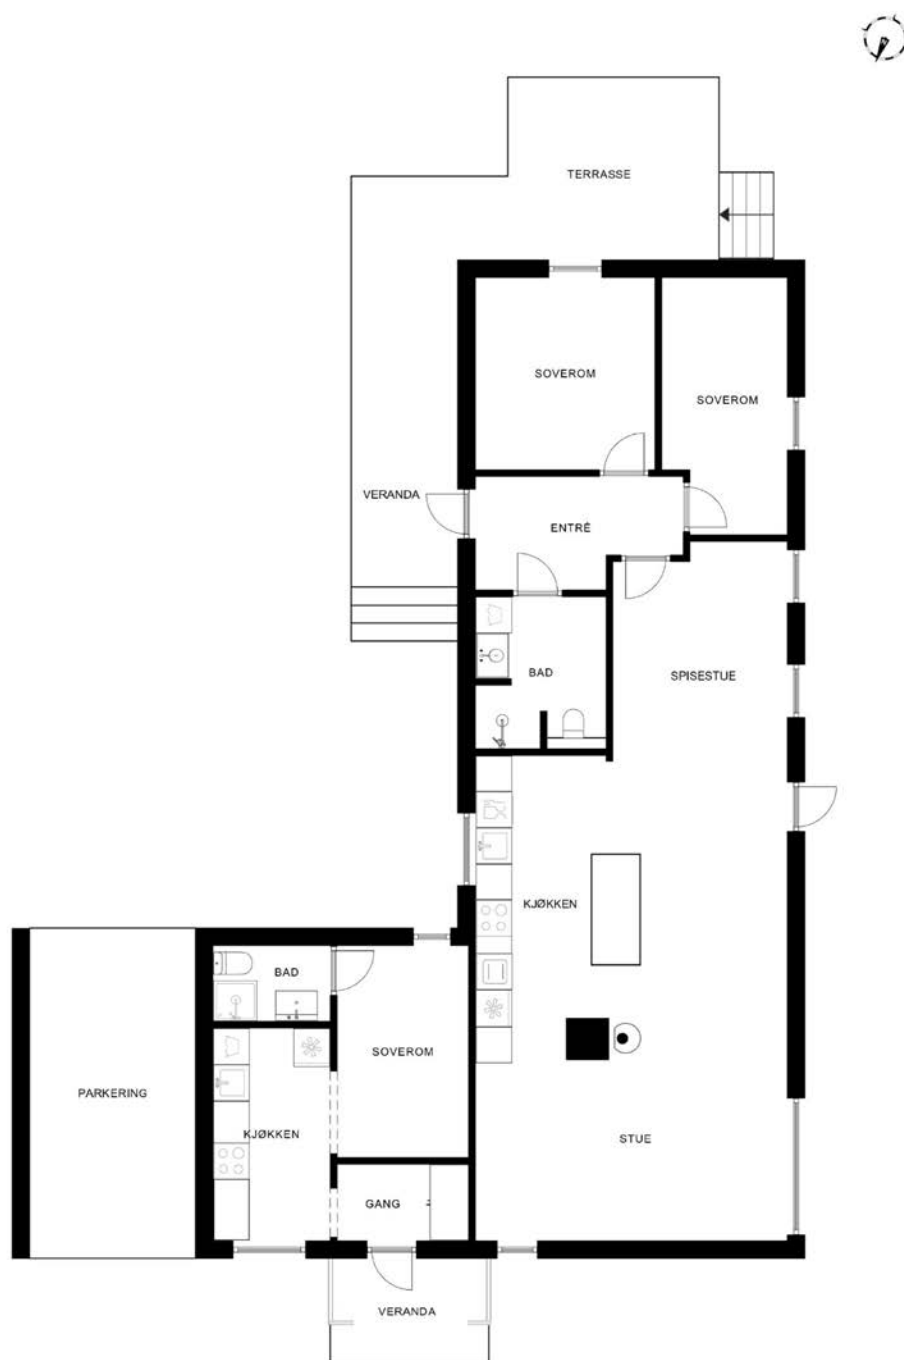 TERRASSE
SOVEROM
SOVEROM
VERANDA
ENTRÉ
BAD
SPISESTUE
KJØKKEN
BAD
SOVEROM
PARKERING
KJØKKEN
STUE
GANG
VERANDA